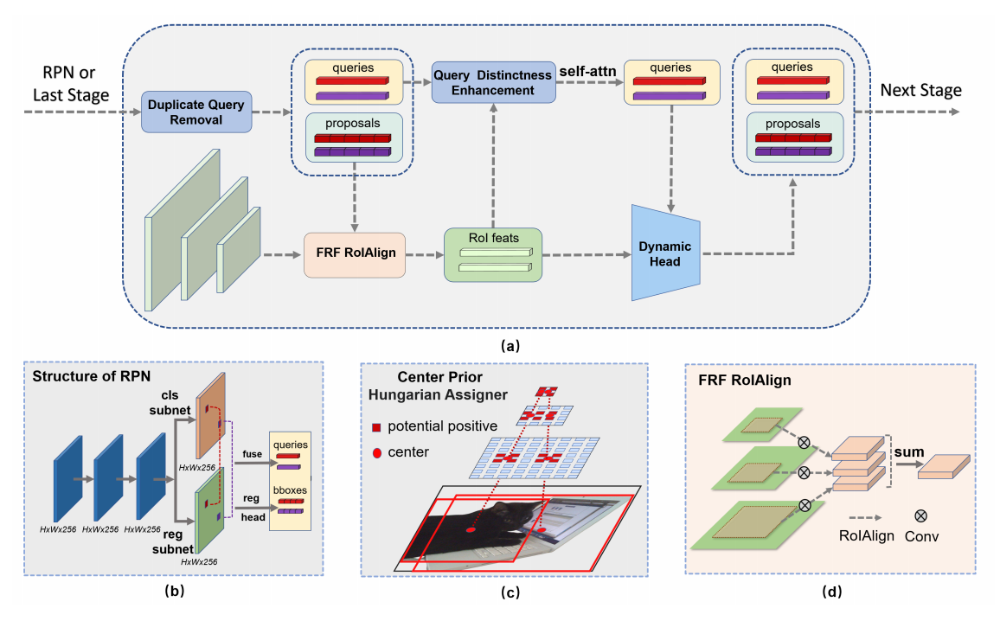 RPN or
Last Stage
Duplicate Query
Removal
queries
proposals
Query Distinctness
Enhancement
self-attn
queries
queries
proposals
Next Stage
FRF RoIAlign
RoI feats
Dynamic
Head
(a)
Structure of RPN
cls
subnet
HxWx256
HxWx256
HxWx256
HxWx256
reg
subnet
HxWx256
fuse
reg
head
queries
bboxes
(b)
Center Prior
Hungarian Assigner
potential positive
center
(c)
FRF RoIAlign
sum
RoIAlign
Conv
(d)